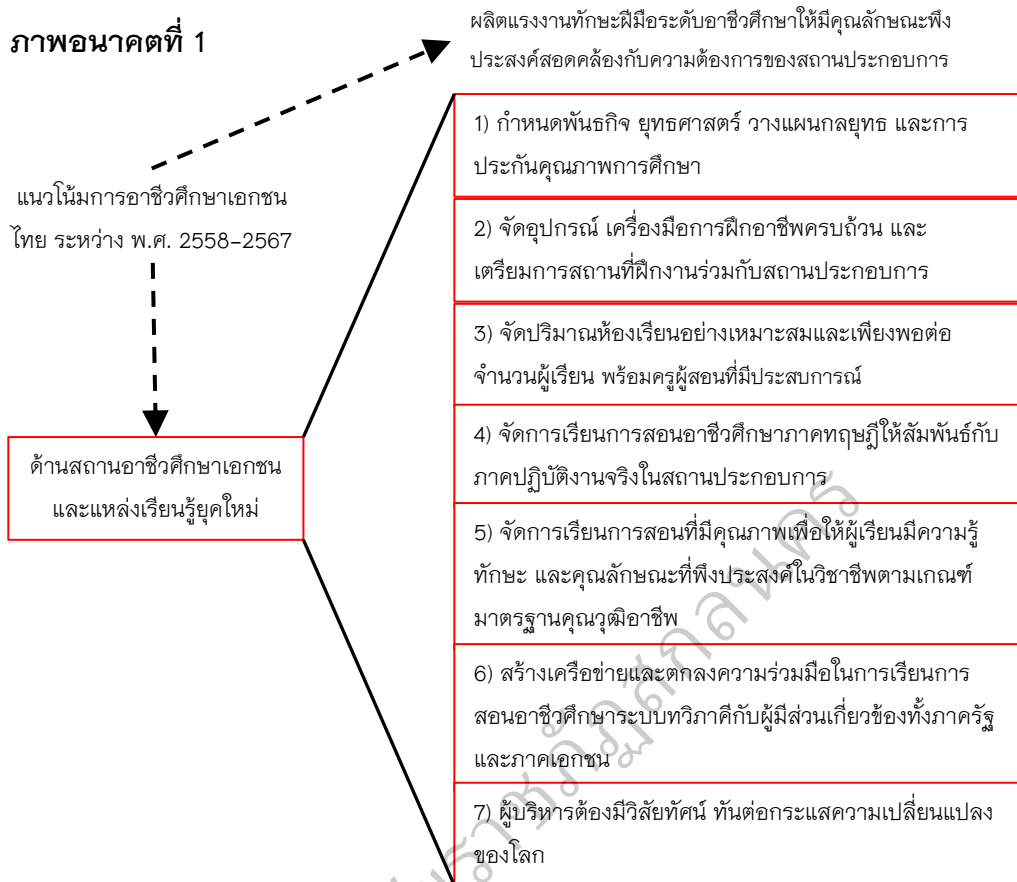 ภาพอนาคตที่ 1
ผลิตแรงงานทักษะฝีมือระดับอาชีวศึกษาให้มีคุณลักษณะพึง
ประสงค์สอดคล้องกับความต้องการของสถานประกอบการ
แนวโน้มการอาชีวศึกษาเอกชน
ไทย ระหว่าง พ.ศ. 2558-2567
ด้านสถานอาชีวศึกษาเอกชน
และแหล่งเรียนรู้ยุคใหม่
1) กำหนดพันธกิจ ยุทธศาสตร์ วางแผนกลยุทธ และการ
ประกันคุณภาพการศึกษา
2) จัดอุปกรณ์ เครื่องมือการฝึกอาชีพครบถ้วน และ
เตรียมการสถานที่ฝึกงานร่วมกับสถานประกอบการ
3) จัดปริมาณห้องเรียนอย่างเหมาะสมและเพียงพอต่อ
จำนวนผู้เรียน พร้อมครูผู้สอนที่มีประสบการณ์
4) จัดการเรียนการสอนอาชีวศึกษาภาคทฤษฎีให้สัมพันธ์กับ
ภาคปฏิบัติงานจริงในสถานประกอบการ
5) จัดการเรียนการสอนที่มีคุณภาพเพื่อให้ผู้เรียนมีความรู้
ทักษะ และคุณลักษณะที่พึงประสงค์ในวิชาชีพตามเกณฑ์
มาตรฐานคุณวุฒิอาชีพ
6) สร้างเครือข่ายและตกลงความร่วมมือในการเรียนการ
สอนอาชีวศึกษาระบบทวิภาคีกับผู้มีส่วนเกี่ยวข้องทั้งภาครัฐ
และภาคเอกชน
7) ผู้บริหารต้องมีวิสัยทัศน์ ทันต่อกระแสความเปลี่ยนแปลง
ของโลก
ราชภัฏสกลนคร